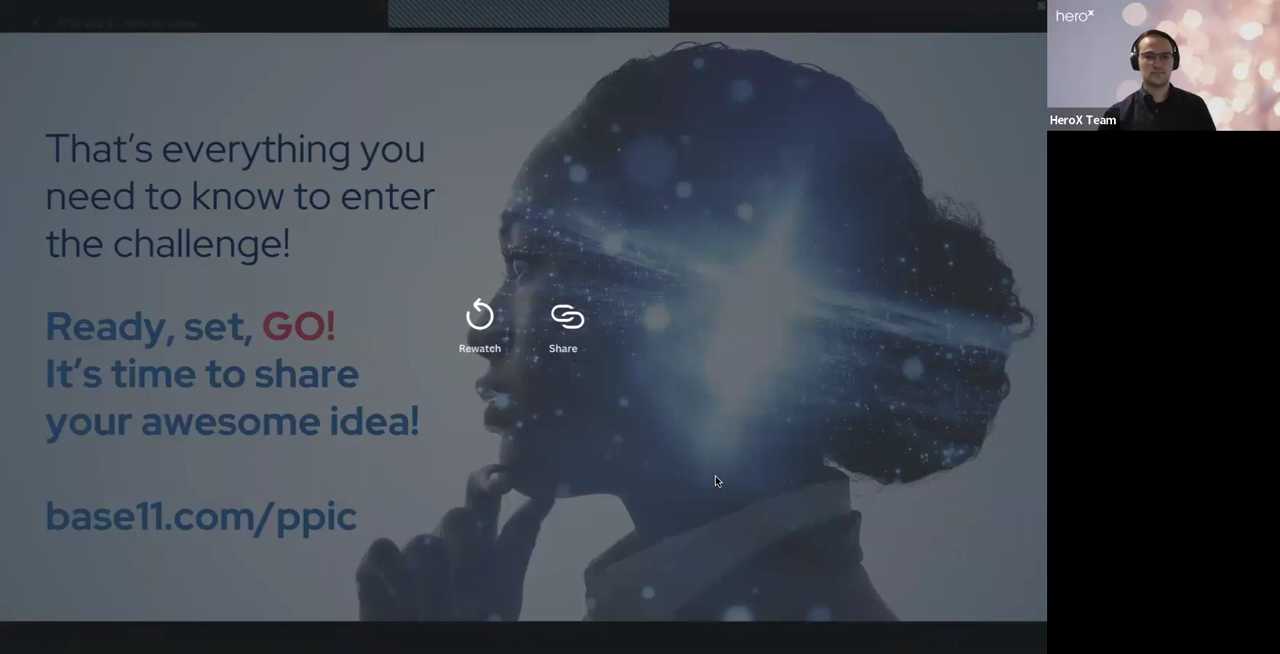 herox
HeroX Team
That's everything you
need to know to enter
the challenge!
Ready, set, GO!
It's time to share
your awesome idea!
base11.com/ppic
Rewatch
Share